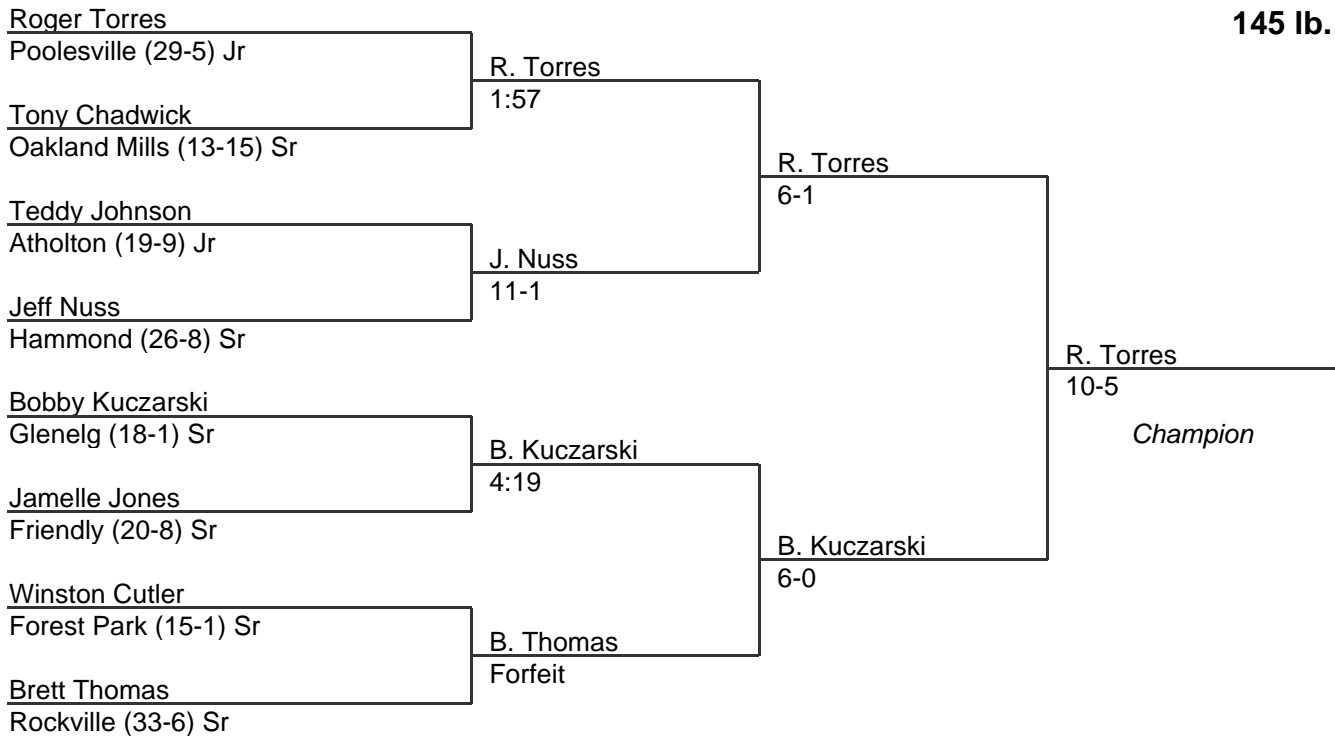 145 lb.
Roger Torres
Poolesville (29-5) Jr
Tony Chadwick
Oakland Mills (13-15) Sr
Teddy Johnson
Atholton (19-9) Jr
Jeff Nuss
Hammond (26-8) Sr
Bobby Kuczarski
Glenelg (18-1) Sr
Jamelle Jones
Friendly (20-8) Sr
Winston Cutler
Forest Park (15-1) Sr
Brett Thomas
Rockville (33-6) Sr
R. Torres
1:57
J. Nuss
11-1
B. Kuczarski
4:19
B. Thomas
Forfeit
R. Torres
6-1
B. Kuczarski
6-0
R. Torres
10-5
Champion